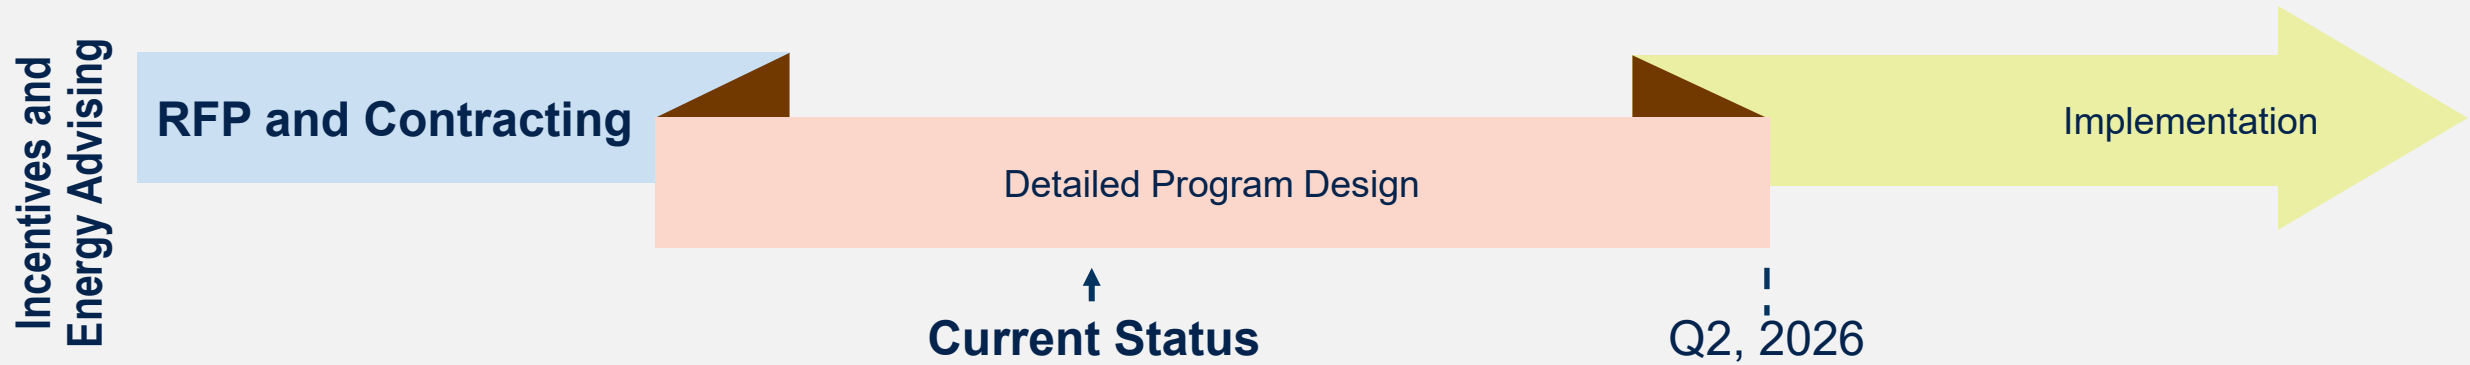 Incentives and
Energy Advising
RFP and Contracting
Detailed Program Design
Implementation
Current Status
Q2, 2026